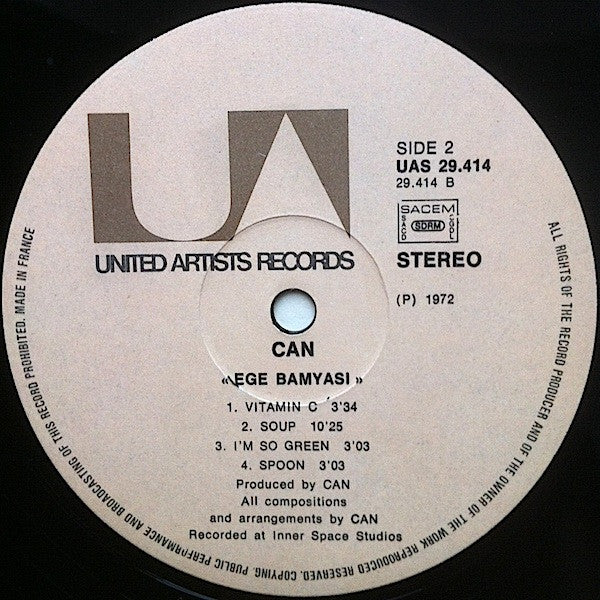 UA
UNITED ARTISTS RECORDS
SIDE 2
UAS 29.414
29.414 B
SACEM
SACD
SDRM
SGDL
STEREO
(P) 1972
CAN
« EGE BAMYASI »
1. VITAMIN C 3'34
2. SOUP 10'25
3. I'M SO GREEN 3'03
4. SPOON 3'03
Produced by CAN
All compositions
and arrangements by CAN
Recorded at Inner Space Studios
ALL RIGHTS OF THE RECORD PRODUCER AND OF THE OWNER OF THE WORK REPRODUCED RESERVED. COPYING. PUBLIC PERFORMANCE AND BROADCASTING OF THIS RECORD PROHIBITED. MADE IN FRANCE